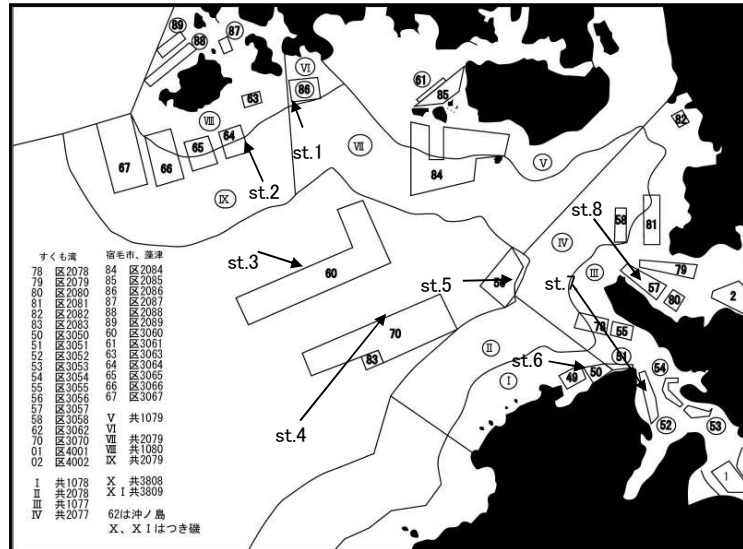 89
88
87
Ⅵ
86
63
Ⅷ
64
65
66
67
Ⅸ
st.1
st.2
Ⅶ
61
85
84
Ⅴ
82
58
81
Ⅳ
Ⅲ
st.8
79
57
80
2
st.3
60
st.5
st.7
70
83
st.4
Ⅱ
Ⅰ
78
55
51
st.6
49
50
54
52
53
すくも湾
78 区2078
79 区2079
80 区2080
81 区2081
82 区2082
83 区2083
50 区3050
51 区3051
52 区3052
53 区3053
54 区3054
55 区3055
56 区3056
57 区3057
58 区3058
62 区3062
70 区3070
01 区4001
02 区4002
Ⅰ 共1078
Ⅱ 共2078
Ⅲ 共1077
Ⅳ 共2077
宿毛市、藻津
84 区2084
85 区2085
86 区2086
87 区2087
88 区2088
89 区2089
60 区3060
61 区3061
63 区3063
64 区3064
65 区3065
66 区3066
67 区3067
Ⅴ 共1079
Ⅵ
Ⅶ 共2079
Ⅷ 共1080
Ⅸ 共2079
Ⅹ 共3808
ⅩⅠ 共3809
62は沖ノ島
Ⅹ、ⅩⅠはつき磯